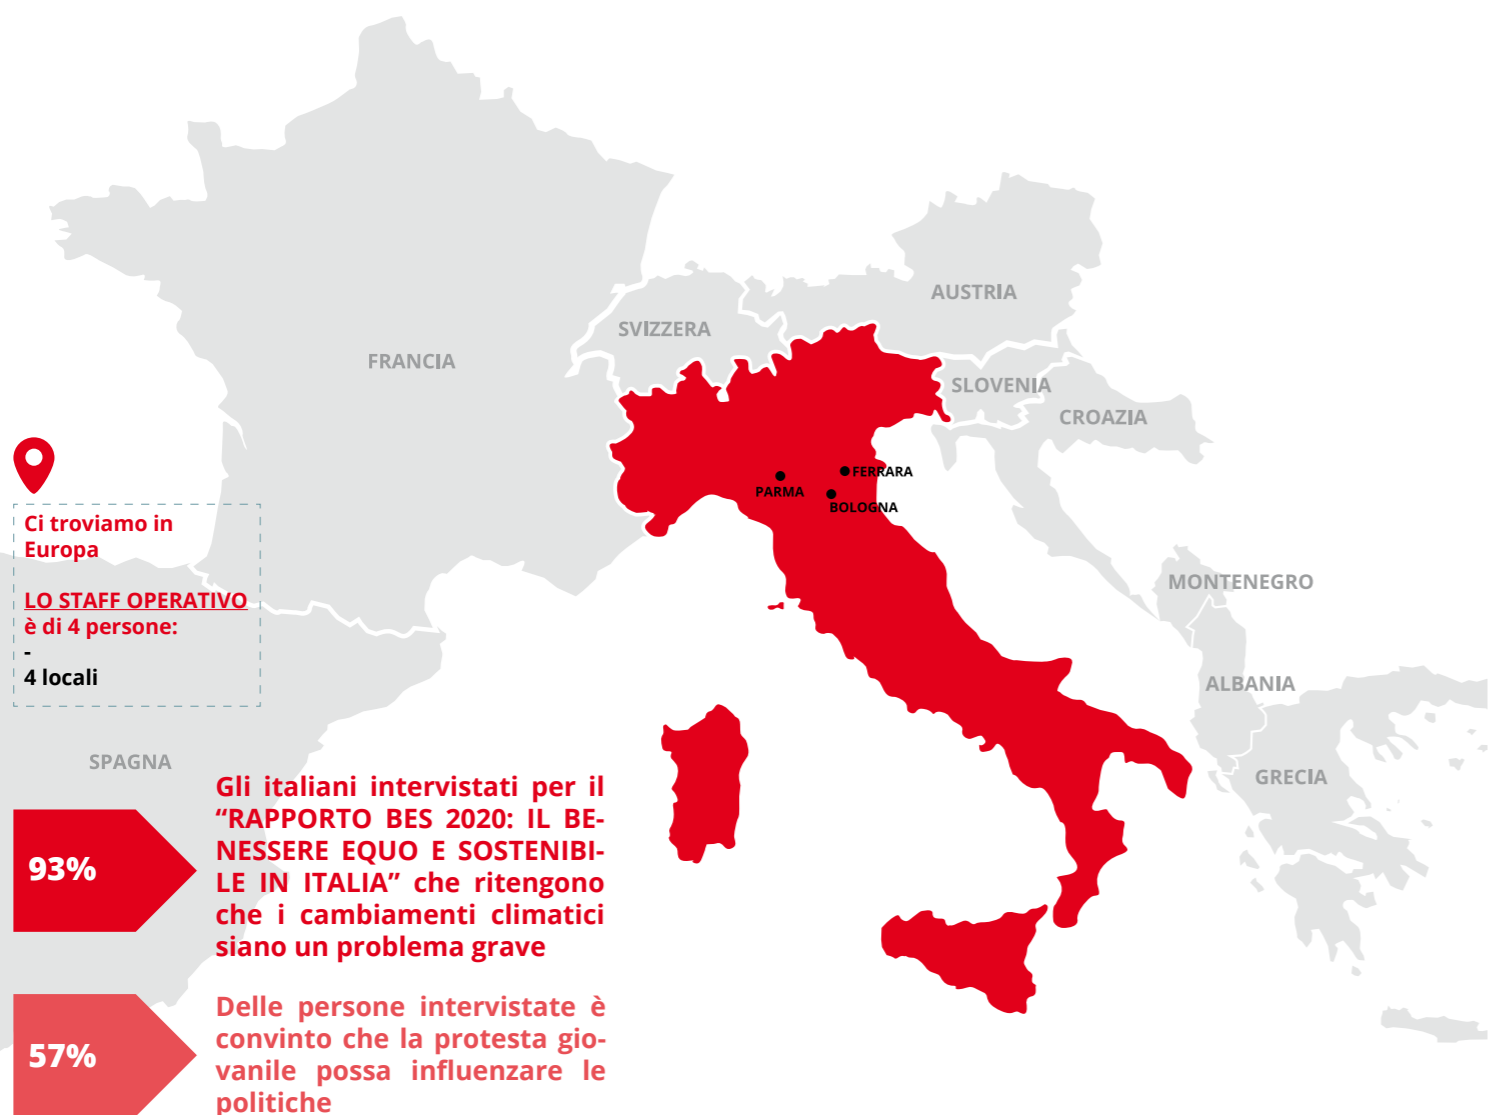 AUSTRIA
SVIZZERA
FRANCIA
SLOVENIA
CROAZIA
FERRARA
PARMA
BOLOGNA
Ci troviamo in
Europa
LO STAFF OPERATIVO
è di 4 persone:
-
4 locali
MONTENEGRO
ALBANIA
SPAGNA
GRECIA
93%
Gli italiani intervistati per il
“RAPPORTO BES 2020: IL BE-
NESSERE EQUO E SOSTENIBI-
LE IN ITALIA” che ritengono
che i cambiamenti climatici
siano un problema grave
57%
Delle persone intervistate è
convinto che la protesta gio-
vanile possa influenzare le
politiche